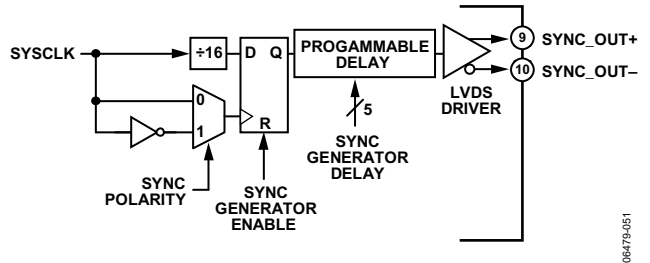 SYSCLK
÷16
D Q
R
PROGAMMABLE
DELAY
9 SYNC_OUT+
10 SYNC_OUT–
LVDS
DRIVER
0
1
5
SYNC
GENERATOR
DELAY
SYNC
POLARITY
SYNC
GENERATOR
ENABLE
06479-051